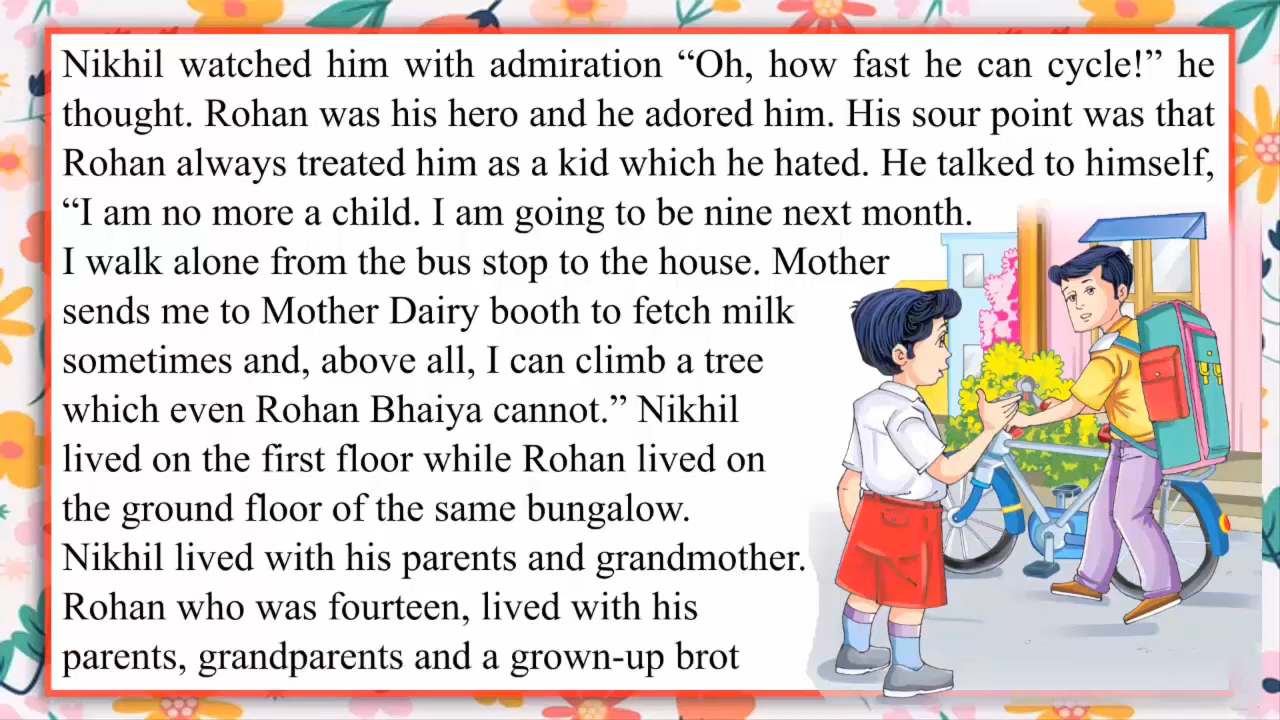 Nikhil watched him with admiration “Oh, how fast he can cycle!” he
thought. Rohan was his hero and he adored him. His sour point was that
Rohan always treated him as a kid which he hated. He talked to himself,
“I am no more a child. I am going to be nine next month.
I walk alone from the bus stop to the house. Mother
sends me to Mother Dairy booth to fetch milk
sometimes and, above all, I can climb a tree
which even Rohan Bhaiya cannot.” Nikhil
lived on the first floor while Rohan lived on
the ground floor of the same bungalow.
Nikhil lived with his parents and grandmother.
Rohan who was fourteen, lived with his
parents, grandparents and a grown-up brot